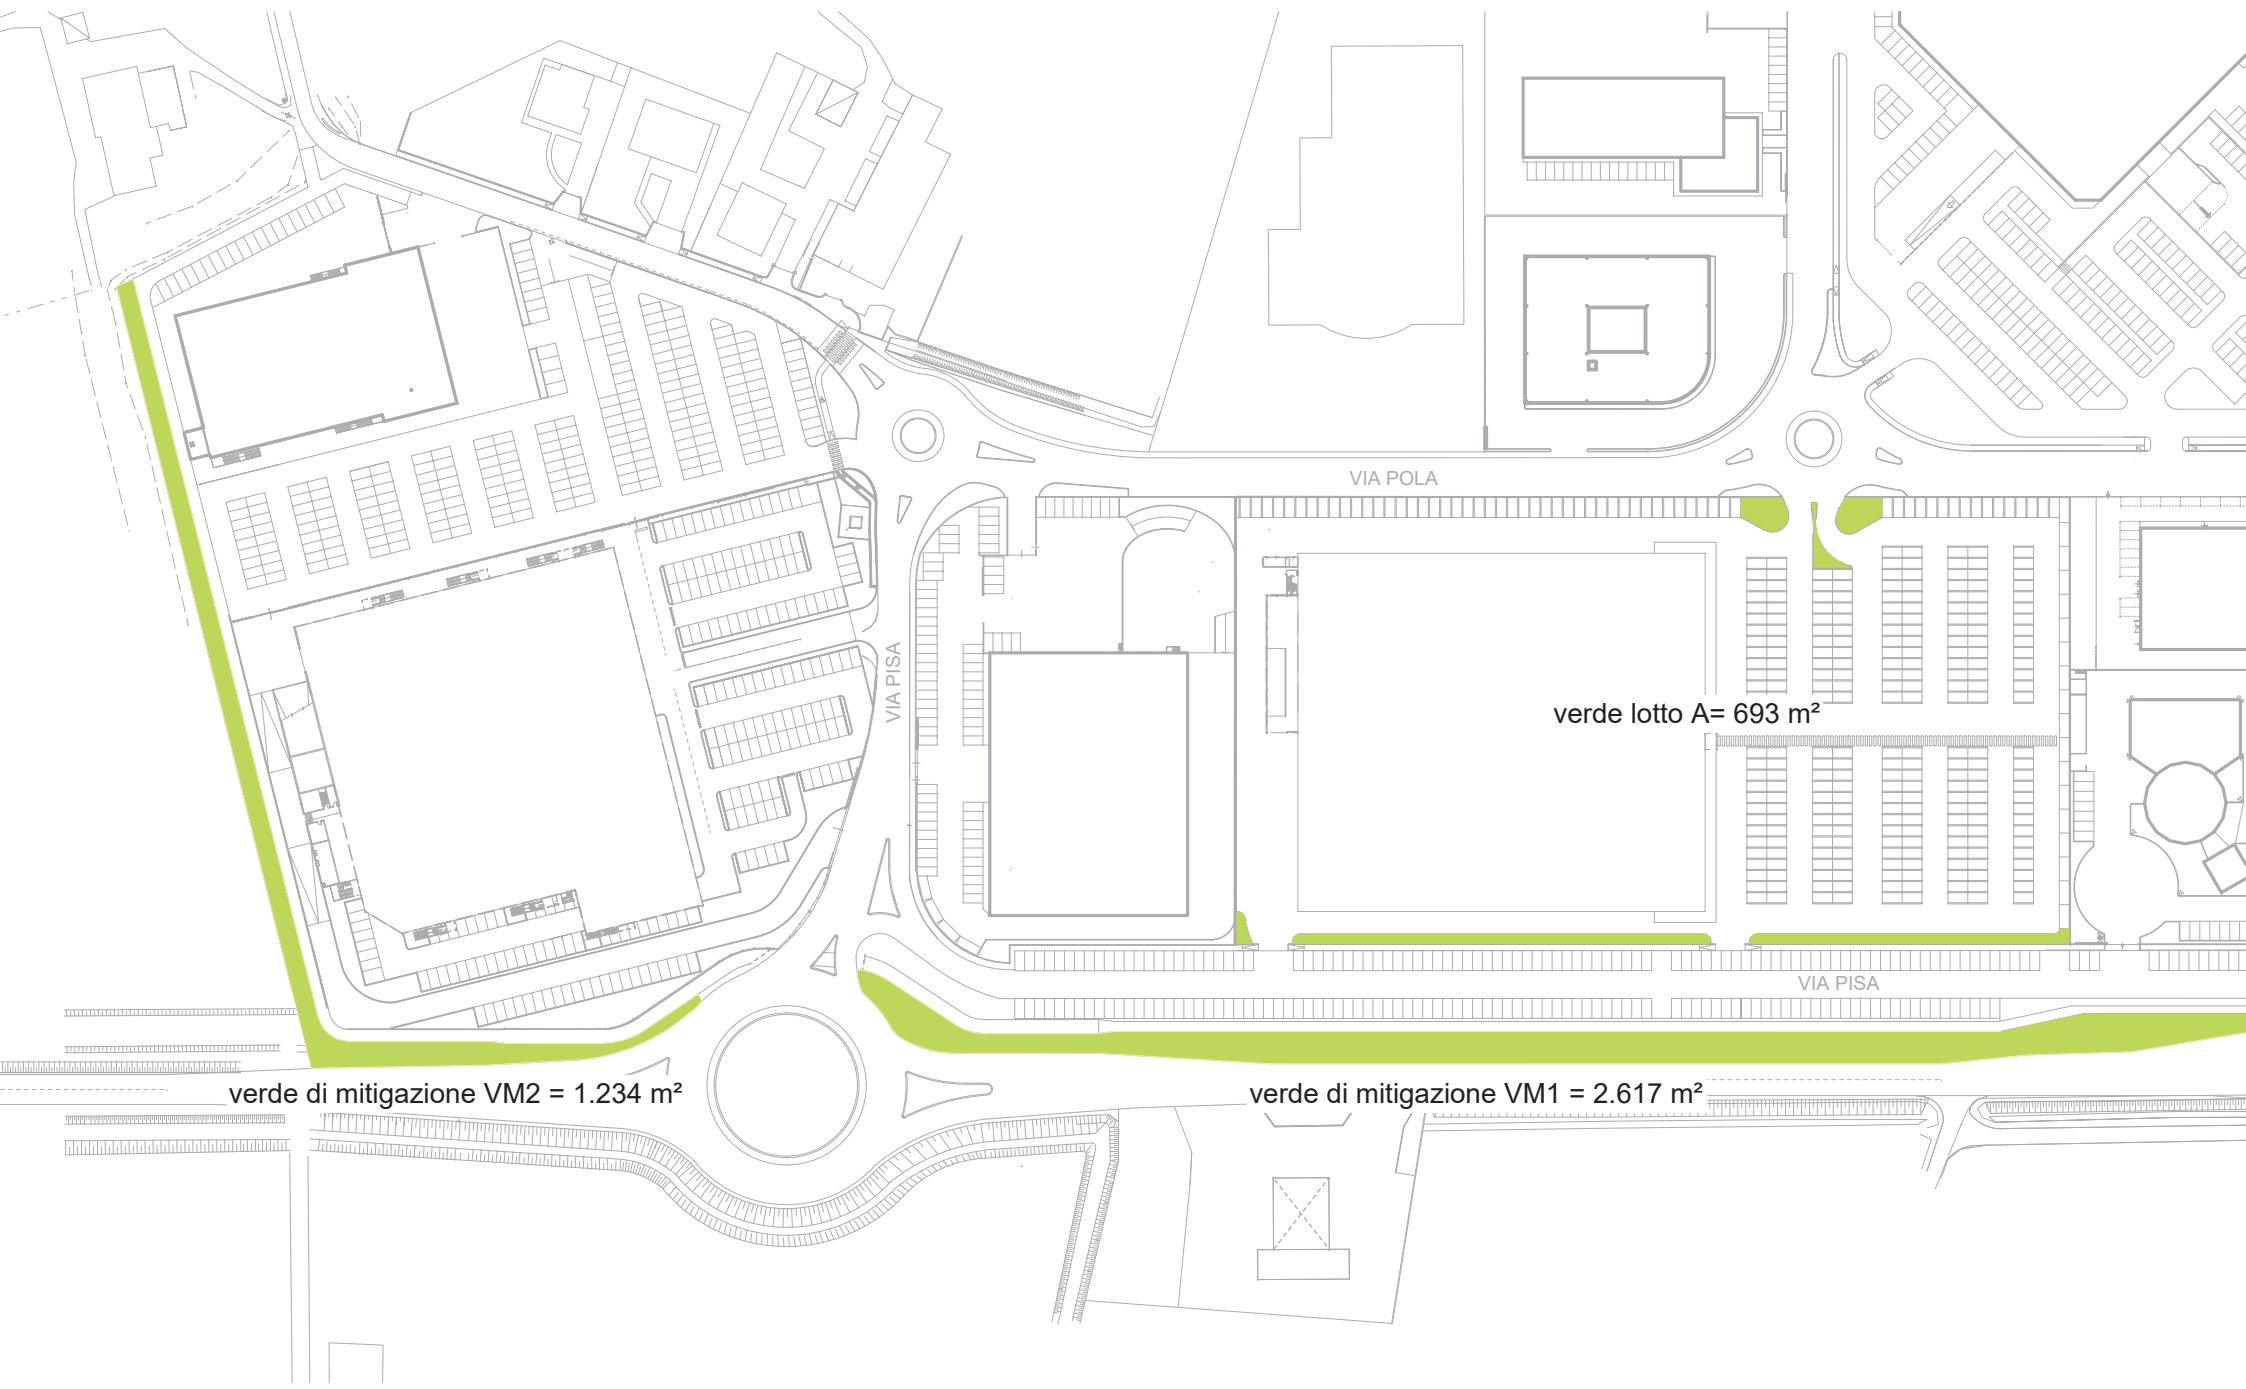 VIA POLA
VIA PISA
verde lotto A= 693 m²
VIA PISA
verde di mitigazione VM2 = 1.234 m²
verde di mitigazione VM1 = 2.617 m²